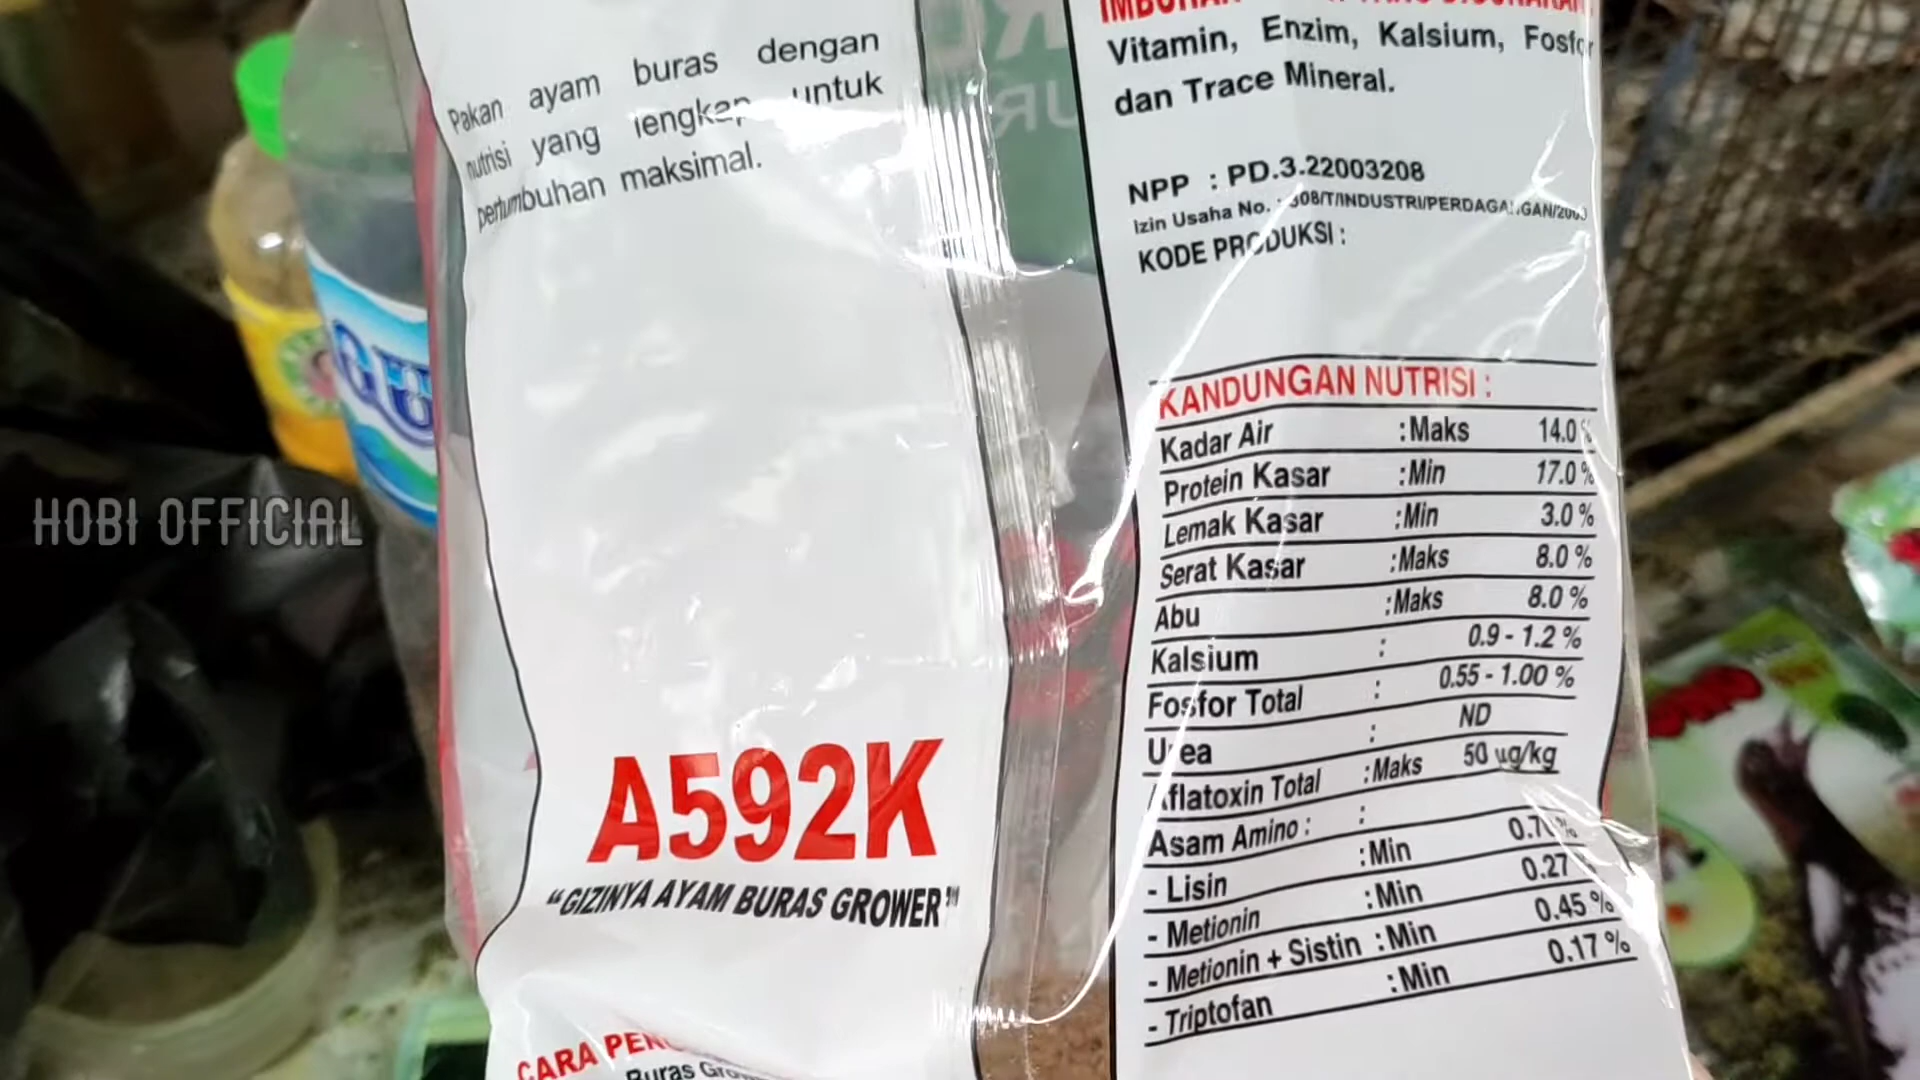 Pakan ayam buras dengan
nutrisi yang lengkap untuk
pertumbuhan maksimal.
A592K
"GIZINYA AYAM BURAS GROWER"
CARA
Buras
Vitamin, Enzim, Kalsium, Fosfor
dan Trace Mineral.
NPP : PD.3.22003208
Izin Usaha No. : 308/T/INDUSTRI/PERDAGANGAN/2003
KODE PRODUKSI :
KANDUNGAN NUTRISI :
Kadar Air : Maks 14.0 %
Protein Kasar : Min 17.0 %
Lemak Kasar : Min 3.0 %
Serat Kasar : Maks 8.0 %
Abu : Maks 8.0 %
Kalsium : 0.9 - 1.2 %
Fosfor Total : 0.55 - 1.00 %
Urea : ND
Aflatoxin Total : Maks 50 ug/kg
Asam Amino : :
- Lisin : Min
- Metionin : Min 0.27
- Metionin + Sistin : Min 0.45 %
- Triptofan : Min 0.17 %
HOBI OFFICIAL